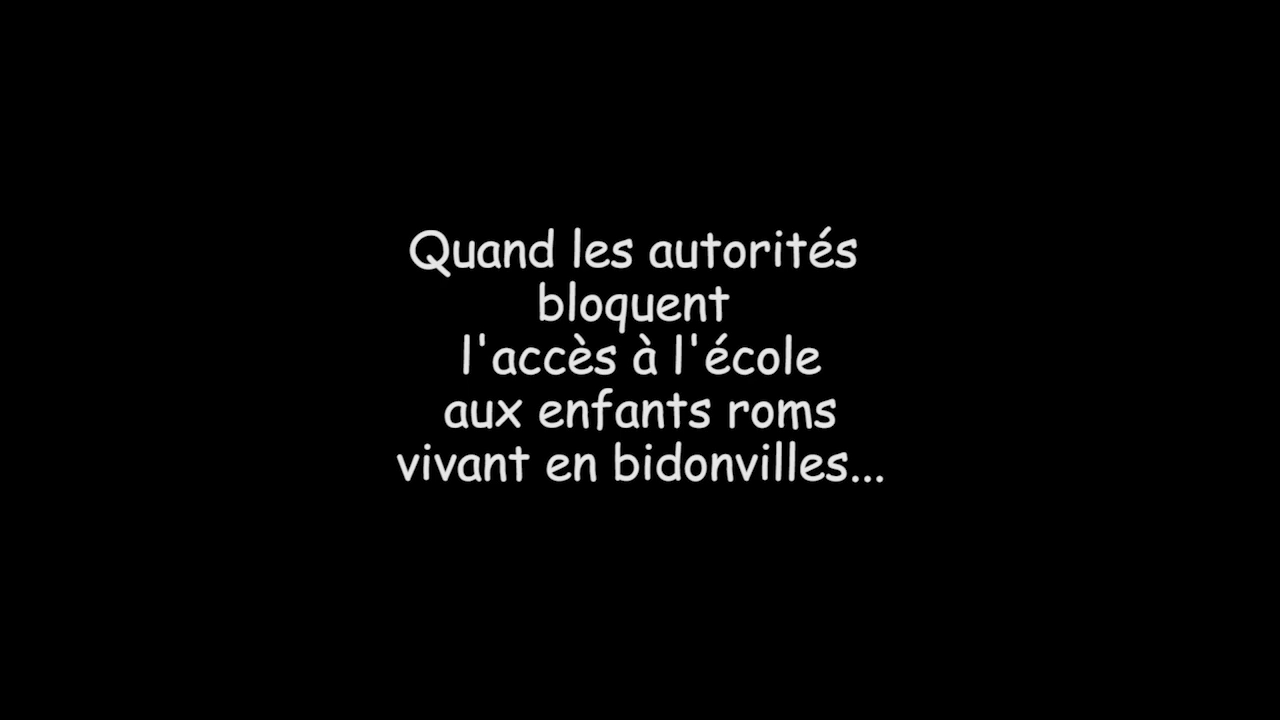 Quand les autorités
bloquent
l'accès à l'école
aux enfants roms
vivant en bidonvilles...